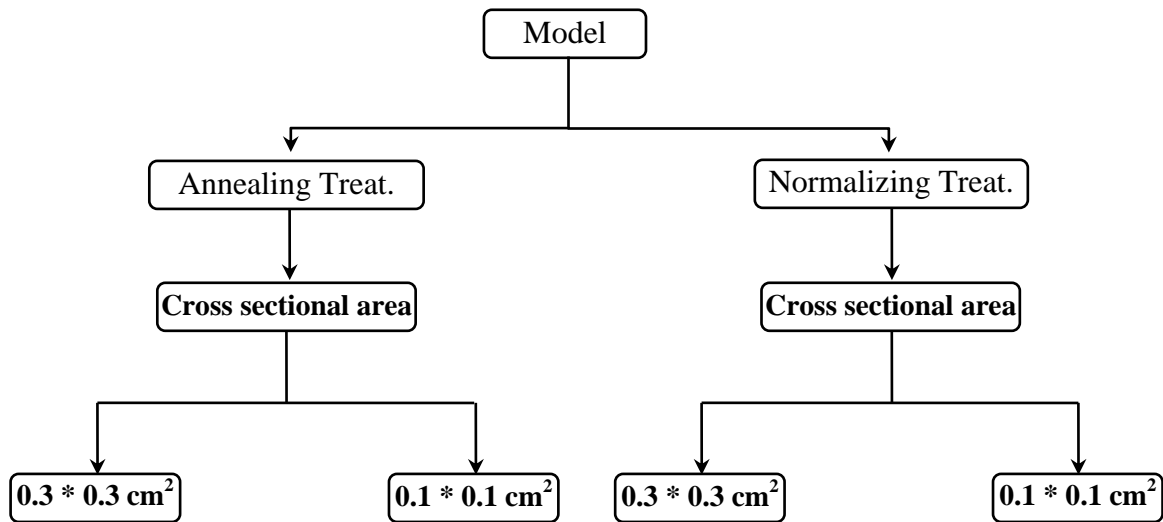 Model
Annealing Treat.
Normalizing Treat.
Cross sectional area
Cross sectional area
0.3 * 0.3 cm²
0.1 * 0.1 cm²
0.3 * 0.3 cm²
0.1 * 0.1 cm²